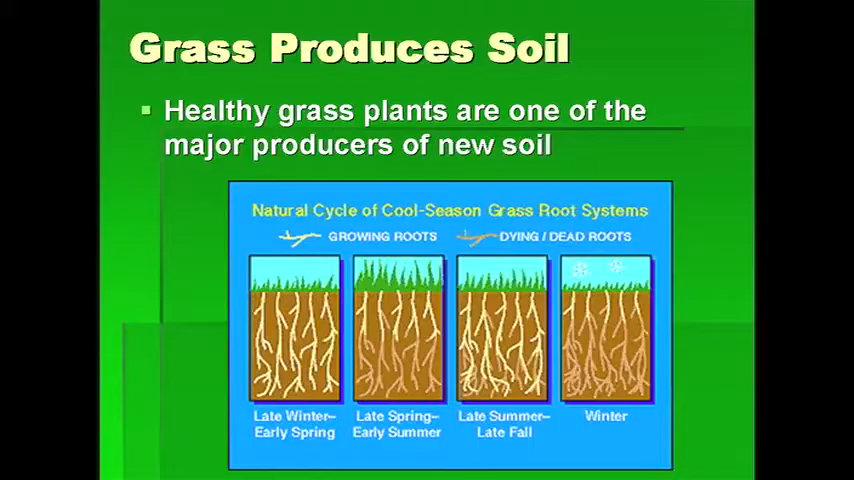 Grass Produces Soil
Healthy grass plants are one of the
major producers of new soil
Natural Cycle of Cool-Season Grass Root Systems
GROWING ROOTS DYING / DEAD ROOTS
Late Winter–
Early Spring
Late Spring–
Early Summer
Late Summer–
Late Fall
Winter